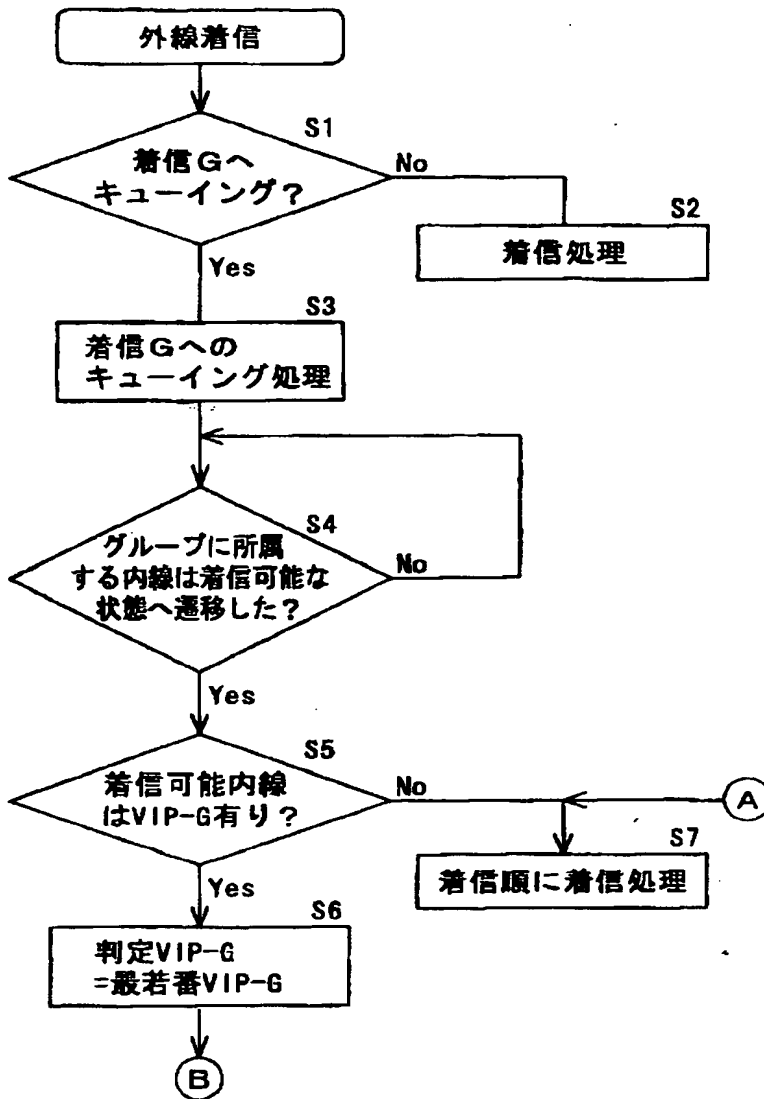 外線着信
S1
着信Gへ
キューイング？
No
S2
着信処理
Yes
S3
着信Gへの
キューイング処理
S4
グループに所属
する内線は着信可能な
状態へ遷移した？
No
Yes
S5
着信可能内線
はVIP-G有り？
No
A
S7
着信順に着信処理
Yes
S6
判定VIP-G
=最若番VIP-G
B